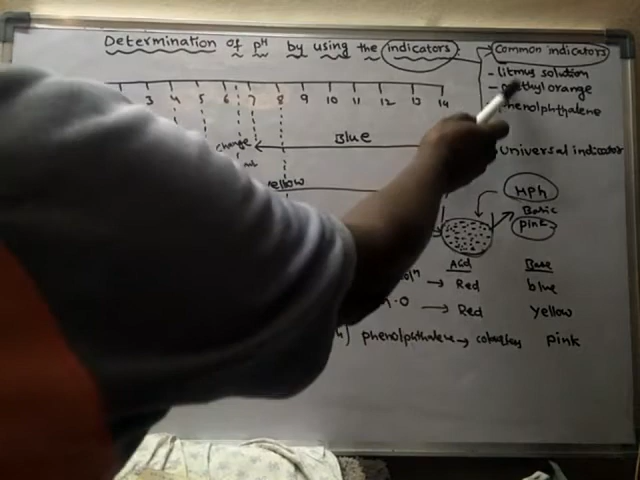 Determination of pH by using the indicators
Common indicators
- litmus solution
- methyl orange
phenolphthalene
universal indicator
3 4 5 6 7 8 9 10 11 12 13 14
change
Blue
yellow
HPh
Basic
pink
Acid Base
→ Red blue
→ Red yellow
phenolphthalene → pink